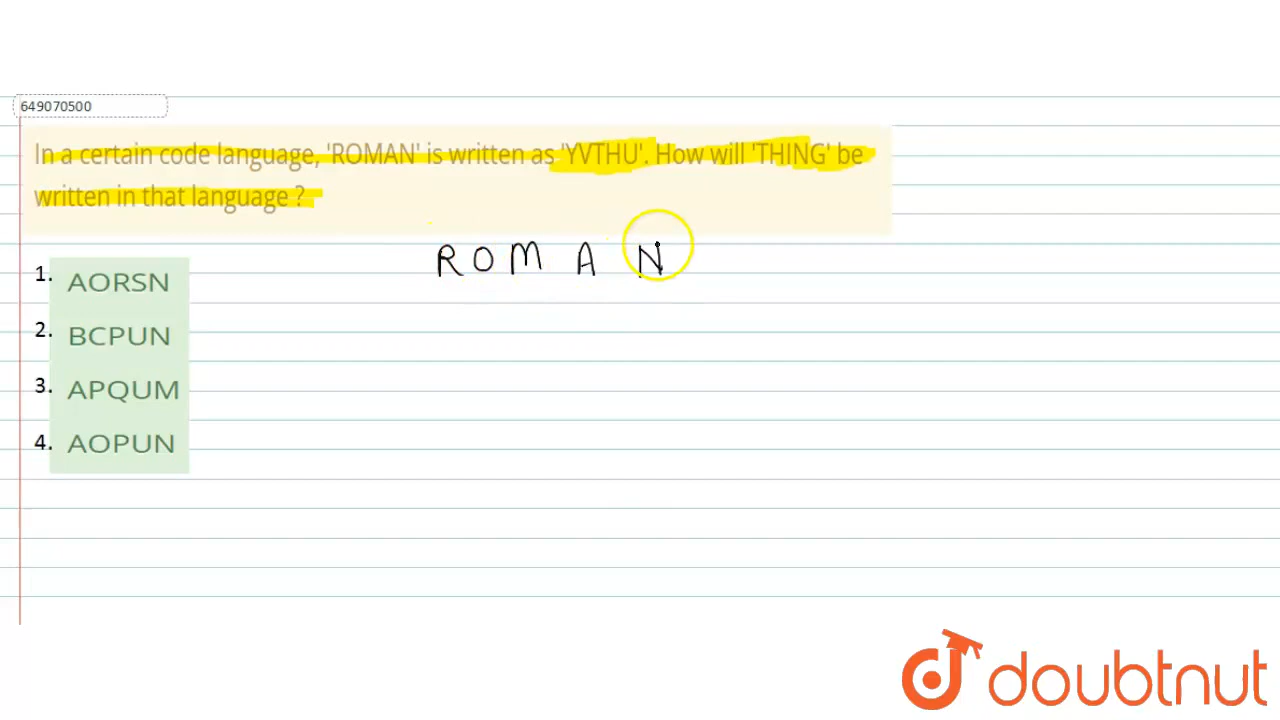 649070500
In a certain code language, 'ROMAN' is written as 'YVTHU'. How will 'THING' be
written in that language ?
R O M A N
1. AORSN
2. BCPUN
3. APQUM
4. AOPUN
doubtnut